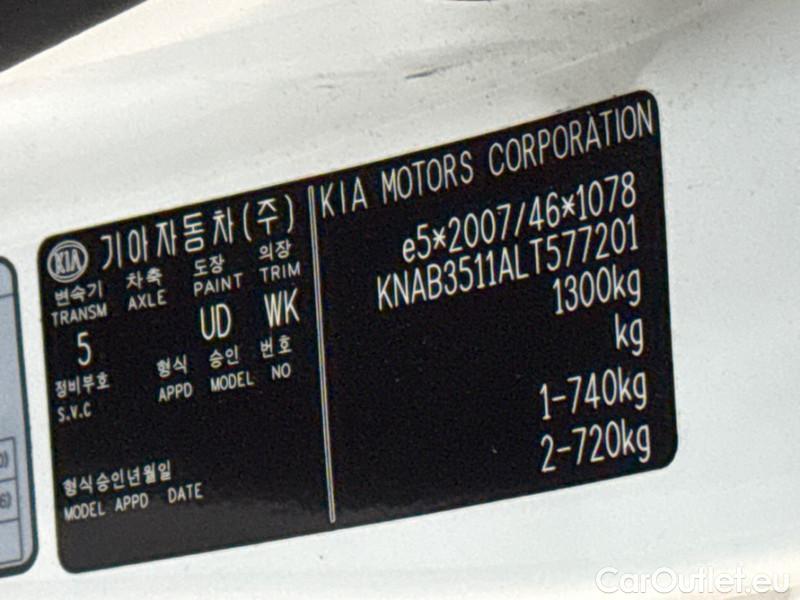 KIA 기아자동차(주)
변속기 차축 도장 의장
TRANSM AXLE PAINT TRIM
5 UD WK
정비부호 형식 승인 번호
S.V.C APPD MODEL NO
형식승인년월일
MODEL APPD DATE
KIA MOTORS CORPORATION
e5*2007/46*1078
KNAB3511ALT577201
1300kg
kg
1-740kg
2-720kg
0)
6)
CarOutlet.eu